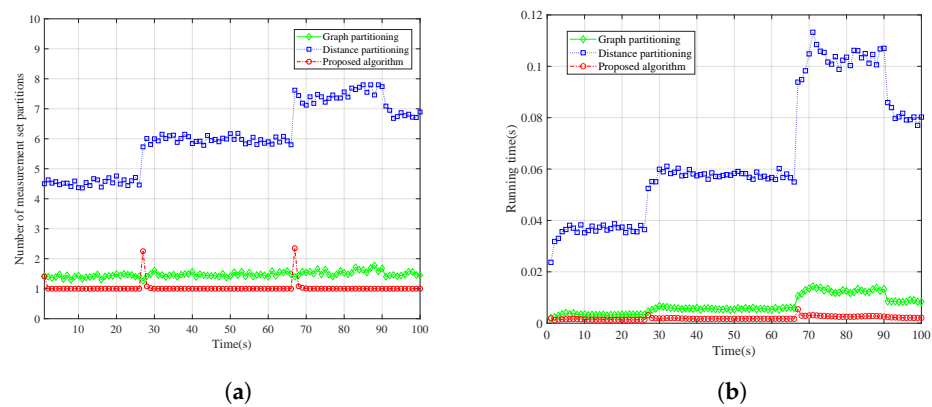 10
9
8
7
6
5
4
3
2
1
0
Number of measurement set partitions
Graph partitioning
Distance partitioning
Proposed algorithm
10 20 30 40 50 60 70 80 90 100
Time(s)
(a)
0.12
0.1
0.08
0.06
0.04
0.02
0
Running time(s)
Graph partitioning
Distance partitioning
Proposed algorithm
0 10 20 30 40 50 60 70 80 90 100
Time(s)
(b)